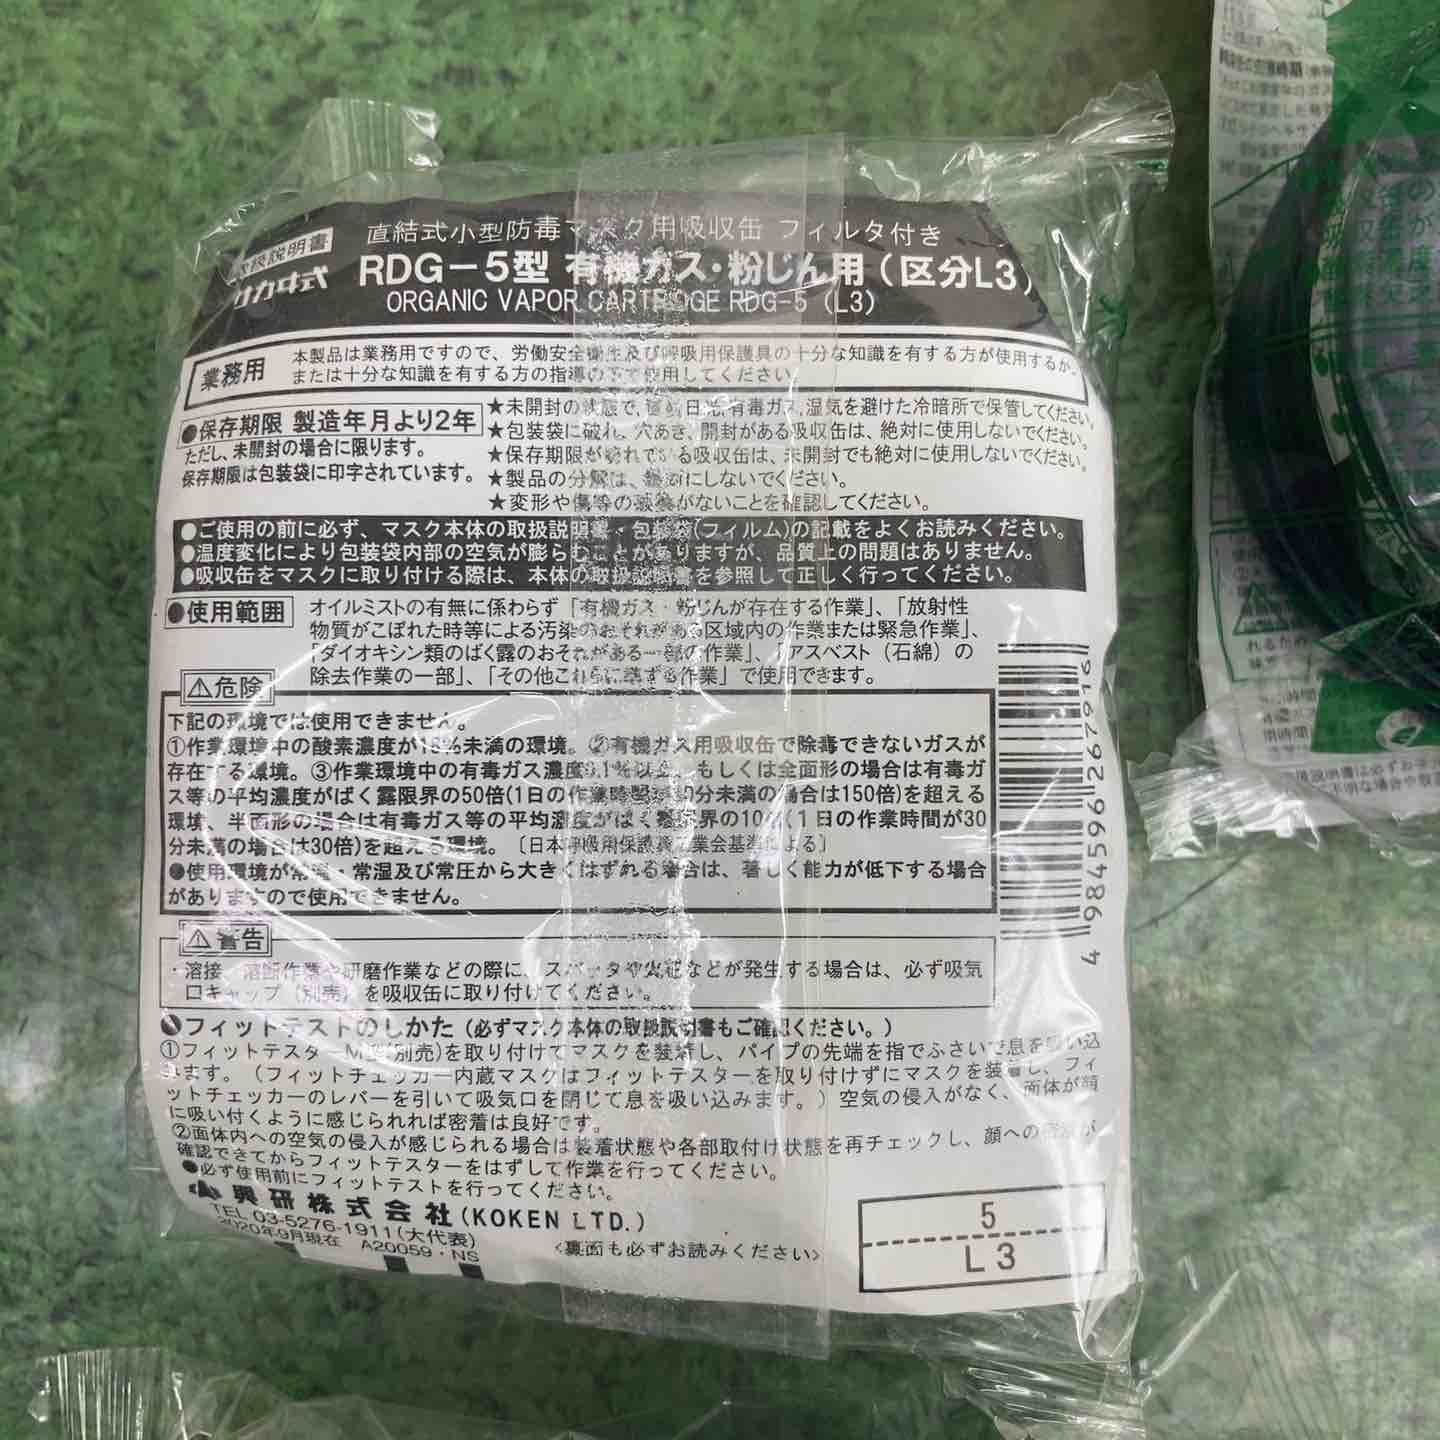 取扱説明書
サカヰ式
直結式小型防毒マスク用吸収缶 フィルタ付き
RDG-5型 有機ガス・粉じん用(区分L3)
ORGANIC VAPOR CARTRIDGE RDG-5 (L3)
業務用
本製品は業務用ですので、労働安全衛生及び呼吸用保護具の十分な知識を有する方が使用するか、
または十分な知識を有する方の指導の下で使用してください。
●保存期限 製造年月より2年
ただし、未開封の場合に限ります。
保存期限は包装袋に印字されています。
★未開封の状態で、直射日光,有毒ガス,湿気を避けた冷暗所で保管してください。
★包装袋に破れ、穴あき、開封がある吸収缶は、絶対に使用しないでください。
★保存期限が切れている吸収缶は、未開封でも絶対に使用しないでください。
★製品の分解は、絶対にしないでください。
★変形や傷等の破損がないことを確認してください。
●ご使用の前に必ず、マスク本体の取扱説明書・包装袋(フィルム)の記載をよくお読みください。
●温度変化により包装袋内部の空気が膨らむことがありますが、品質上の問題はありません。
●吸収缶をマスクに取り付ける際は、本体の取扱説明書を参照して正しく行ってください。
●使用範囲
オイルミストの有無に係わらず「有機ガス・粉じんが存在する作業」、「放射性
物質がこぼれた時等による汚染のおそれがある区域内の作業または緊急作業」、
「ダイオキシン類のばく露のおそれがある一部の作業」、「アスベスト（石綿）の
除去作業の一部」、「その他これらに準ずる作業」で使用できます。
⚠危険
下記の環境では使用できません。
①作業環境中の酸素濃度が18%未満の環境。②有機ガス用吸収缶で除毒できないガスが
存在する環境。③作業環境中の有毒ガス濃度0.1%以上、もしくは全面形の場合は有毒ガ
ス等の平均濃度がばく露限界の50倍(1日の作業時間が30分未満の場合は150倍)を超える
環境、半面形の場合は有毒ガス等の平均濃度がばく露限界の10倍(1日の作業時間が30
分未満の場合は30倍)を超える環境。〔日本呼吸用保護具工業会基準による〕
●使用環境が常温・常湿及び常圧から大きくはずれる場合は、著しく能力が低下する場合
がありますので使用できません。
⚠警告
・溶接、溶断作業や研磨作業などの際に、スパッタや火花などが発生する場合は、必ず吸気
口キャップ（別売）を吸収缶に取り付けてください。
フィットテストのしかた(必ずマスク本体の取扱説明書もご確認ください。)
①フィットテスターM型(別売)を取り付けてマスクを装着し、パイプの先端を指でふさいで息を吸い込
みます。(フィットチェッカー内蔵マスクはフィットテスターを取り付けずにマスクを装着し、フィ
ットチェッカーのレバーを引いて吸気口を閉じて息を吸い込みます。)空気の侵入がなく、面体が顔
に吸い付くように感じられれば密着は良好です。
②面体内への空気の侵入が感じられる場合は装着状態や各部取付け状態を再チェックし、顔への密着が
確認できてからフィットテスターをはずして作業を行ってください。
●必ず使用前にフィットテストを行ってください。
興研株式会社(KOKEN LTD.)
TEL 03-5276-1911(大代表)
2020年9月現在 A20059・NS
<裏面も必ずお読みください>
5
L3
4984596267916